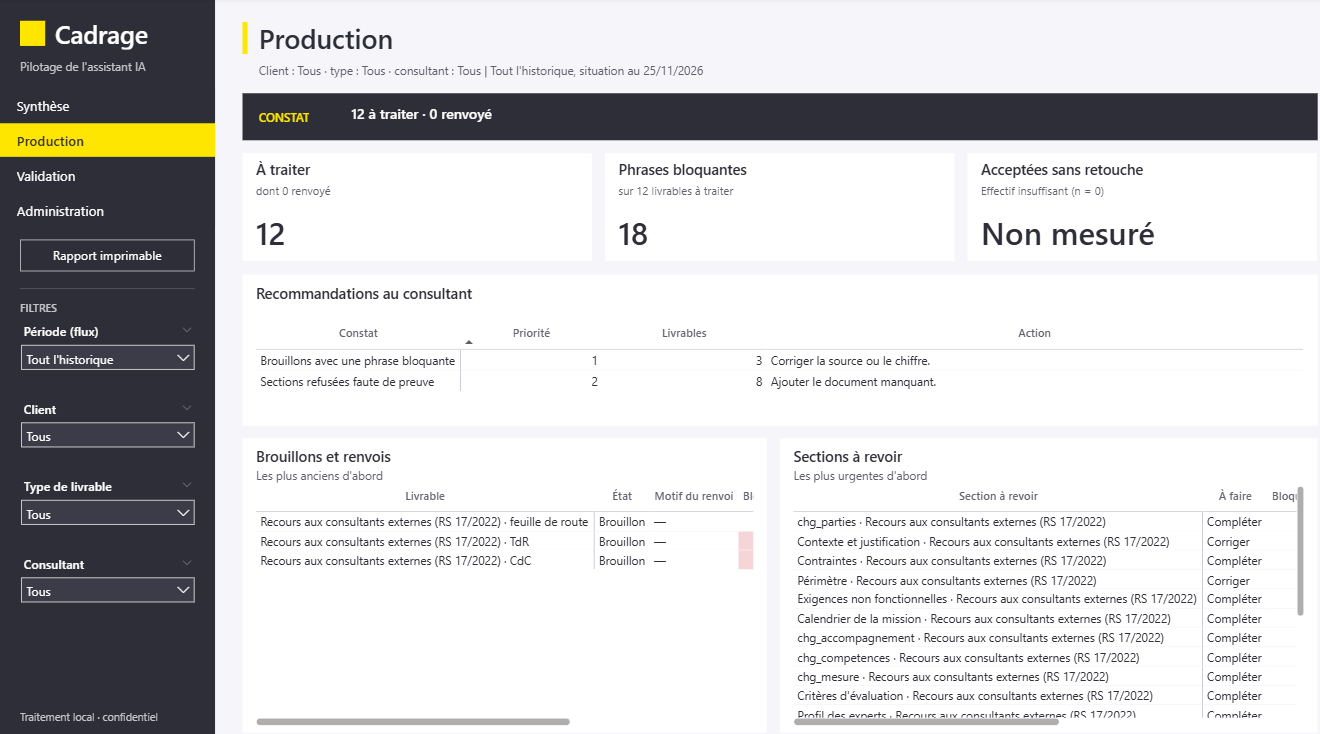 Cadrage
Pilotage de l'assistant IA
Synthèse
Production
Validation
Administration
Rapport imprimable
FILTRES
Période (flux)
Tout l'historique
Client
Tous
Type de livrable
Tous
Consultant
Tous
Traitement local · confidentiel
Production
Client : Tous · type : Tous · consultant : Tous | Tout l'historique, situation au 25/11/2026
CONSTAT 12 à traiter · 0 renvoyé
À traiter
dont 0 renvoyé
12
Phrases bloquantes
sur 12 livrables à traiter
18
Acceptées sans retouche
Effectif insuffisant (n = 0)
Non mesuré
Recommandations au consultant
Constat Priorité Livrables Action
Brouillons avec une phrase bloquante 1 3 Corriger la source ou le chiffre.
Sections refusées faute de preuve 2 8 Ajouter le document manquant.
Brouillons et renvois
Les plus anciens d'abord
Livrable État Motif du renvoi
Recours aux consultants externes (RS 17/2022) · feuille de route Brouillon —
Recours aux consultants externes (RS 17/2022) · TdR Brouillon —
Recours aux consultants externes (RS 17/2022) · CdC Brouillon —
Sections à revoir
Les plus urgentes d'abord
Section à revoir À faire
chg_parties · Recours aux consultants externes (RS 17/2022) Compléter
Contexte et justification · Recours aux consultants externes (RS 17/2022) Corriger
Contraintes · Recours aux consultants externes (RS 17/2022) Compléter
Périmètre · Recours aux consultants externes (RS 17/2022) Corriger
Exigences non fonctionnelles · Recours aux consultants externes (RS 17/2022) Compléter
Calendrier de la mission · Recours aux consultants externes (RS 17/2022) Compléter
chg_accompagnement · Recours aux consultants externes (RS 17/2022) Compléter
chg_competences · Recours aux consultants externes (RS 17/2022) Compléter
chg_mesure · Recours aux consultants externes (RS 17/2022) Compléter
Critères d'évaluation · Recours aux consultants externes (RS 17/2022) Compléter
Profil des experts · Recours aux consultants externes (RS 17/2022) Compléter